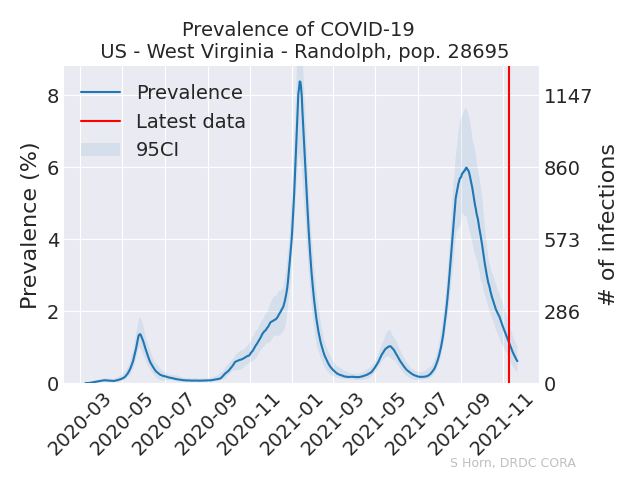 Prevalence of COVID-19
US - West Virginia - Randolph, pop. 28695
Prevalence
Latest data
95CI
Prevalence (%)
8
6
4
2
0
# of infections
1147
860
573
286
0
2020-03
2020-05
2020-07
2020-09
2020-11
2021-01
2021-03
2021-05
2021-07
2021-09
2021-11
S Horn, DRDC CORA